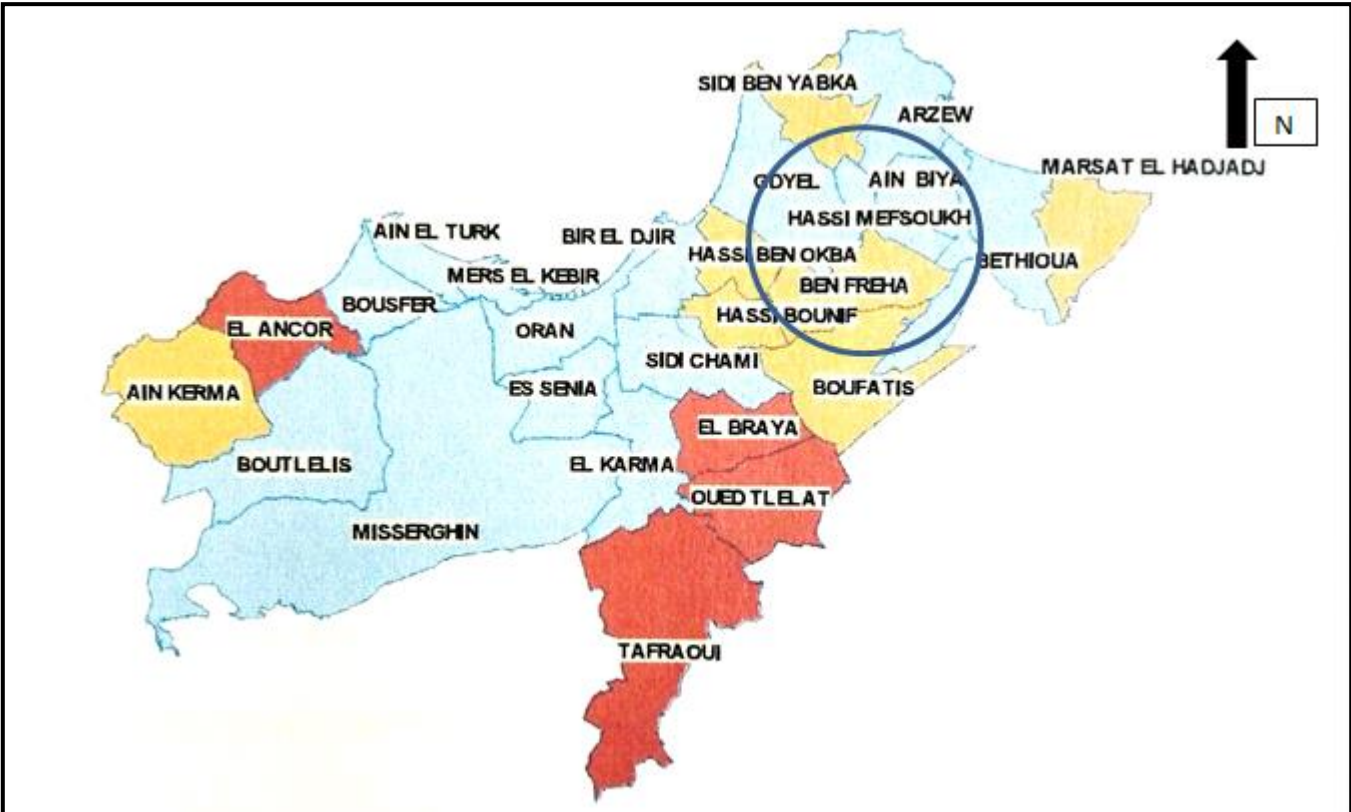 SIDI BEN YABKA
ARZEW
N
MARSAT EL HADJADJ
GDYEL
AIN BIYA
HASSI MEFSOUKH
AIN EL TURK
BIR EL DJIR
HASSI BEN OKBA
BETHIOUA
MERS EL KEBIR
BEN FREHA
BOUSFER
HASSI BOUNIF
EL ANCOR
ORAN
SIDI CHAMI
AIN KERMA
ES SENIA
BOUFATIS
EL BRAYA
BOUTLELIS
EL KARMA
OUED TLELAT
MISSERGHIN
TAFRAOUI